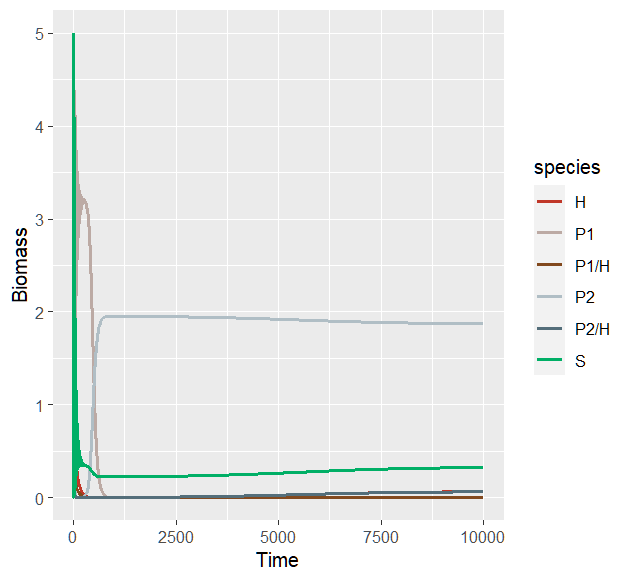 5
4
3
2
1
0
Biomass
0
2500
5000
7500
10000
Time
species
H
P1
P1/H
P2
P2/H
S